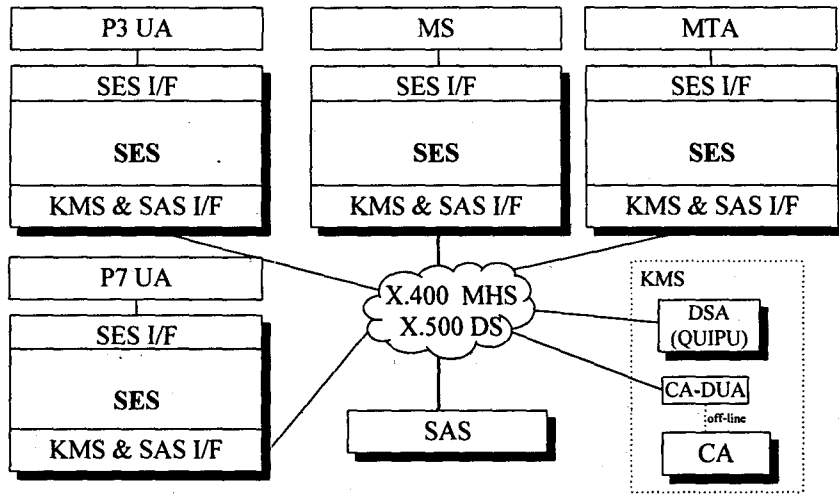 P3 UA
SES I/F
SES
KMS & SAS I/F
MS
SES I/F
SES
KMS & SAS I/F
MTA
SES I/F
SES
KMS & SAS I/F
P7 UA
SES I/F
SES
KMS & SAS I/F
X.400 MHS
X.500 DS
SAS
KMS
DSA
(QUIPU)
CA-DUA
off-line
CA